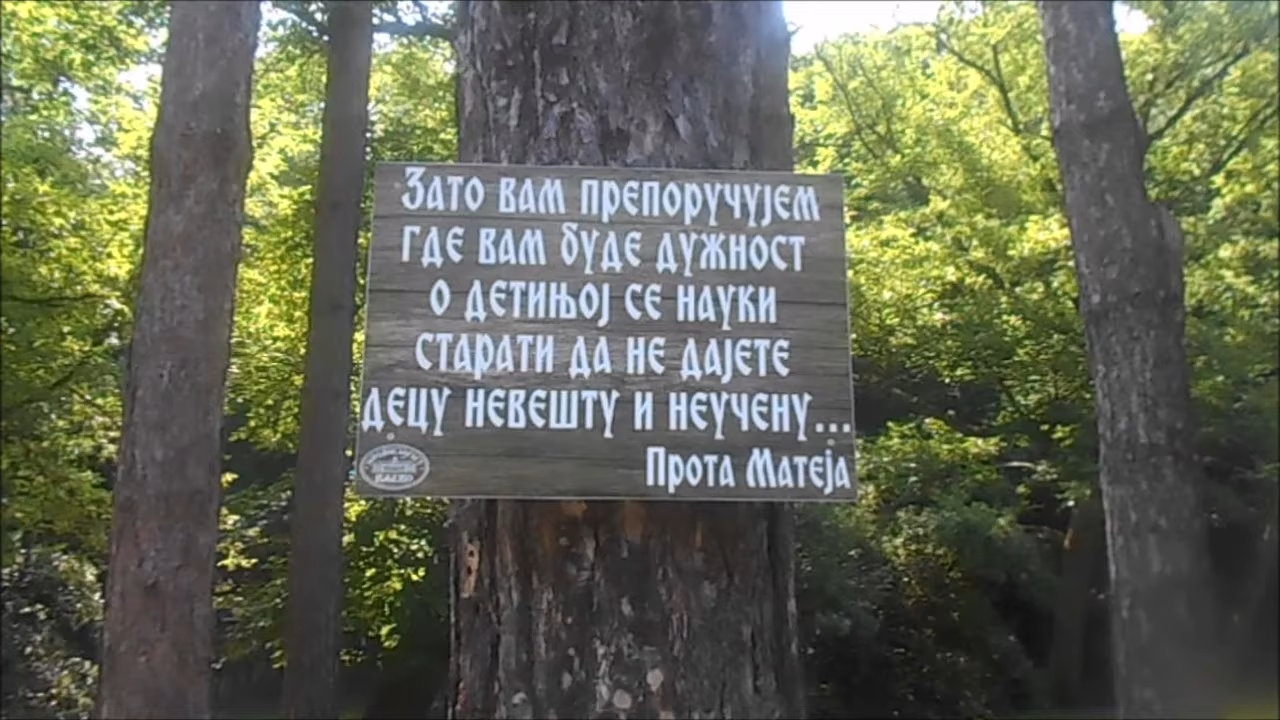 Зато вам препоручујем
где вам буде дужност
о детињој се науки
старати да не дајете
децу невешту и неучену...
Прота Матеја